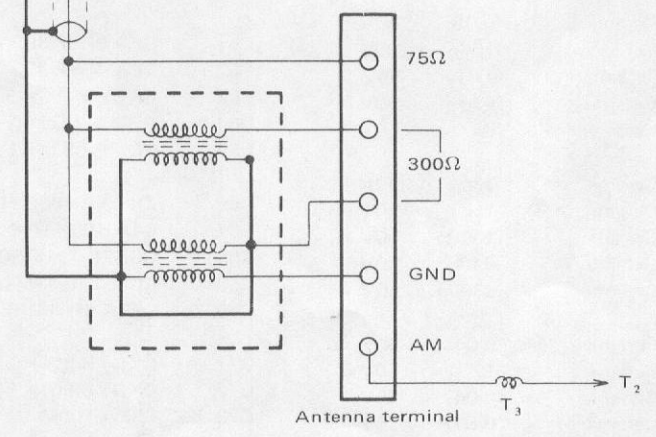 75Ω
300Ω
GND
AM
T₂
T₃
Antenna terminal